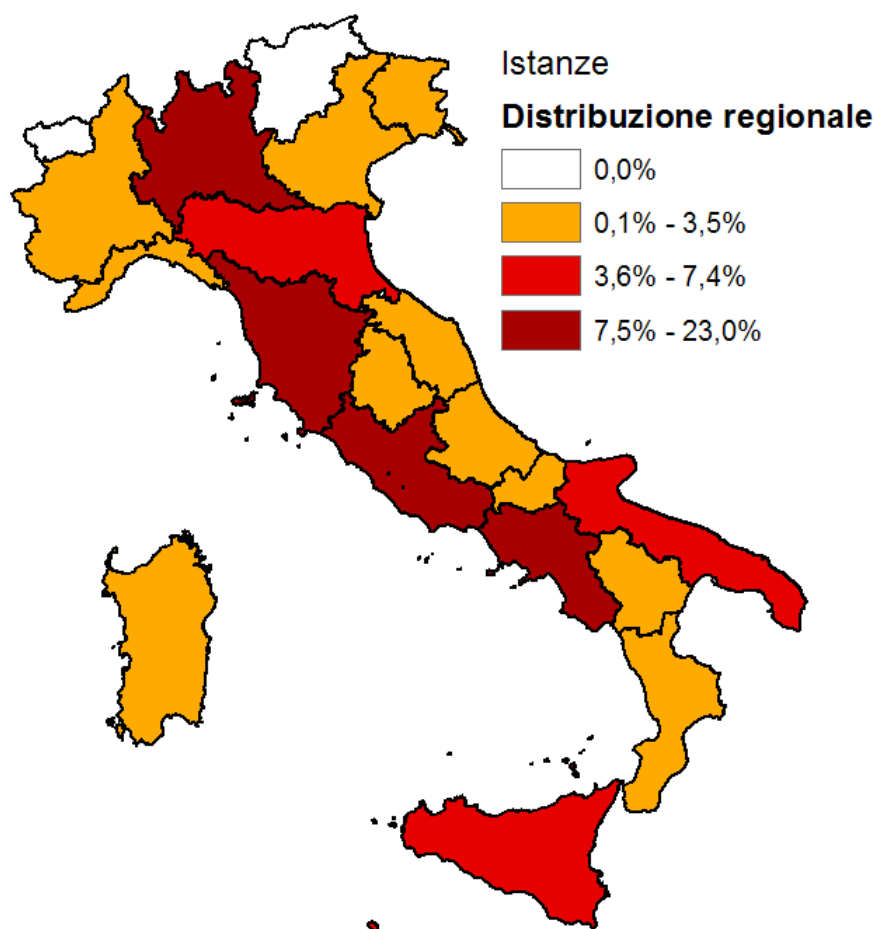 Istanze
Distribuzione regionale
0,0%
0,1% - 3,5%
3,6% - 7,4%
7,5% - 23,0%